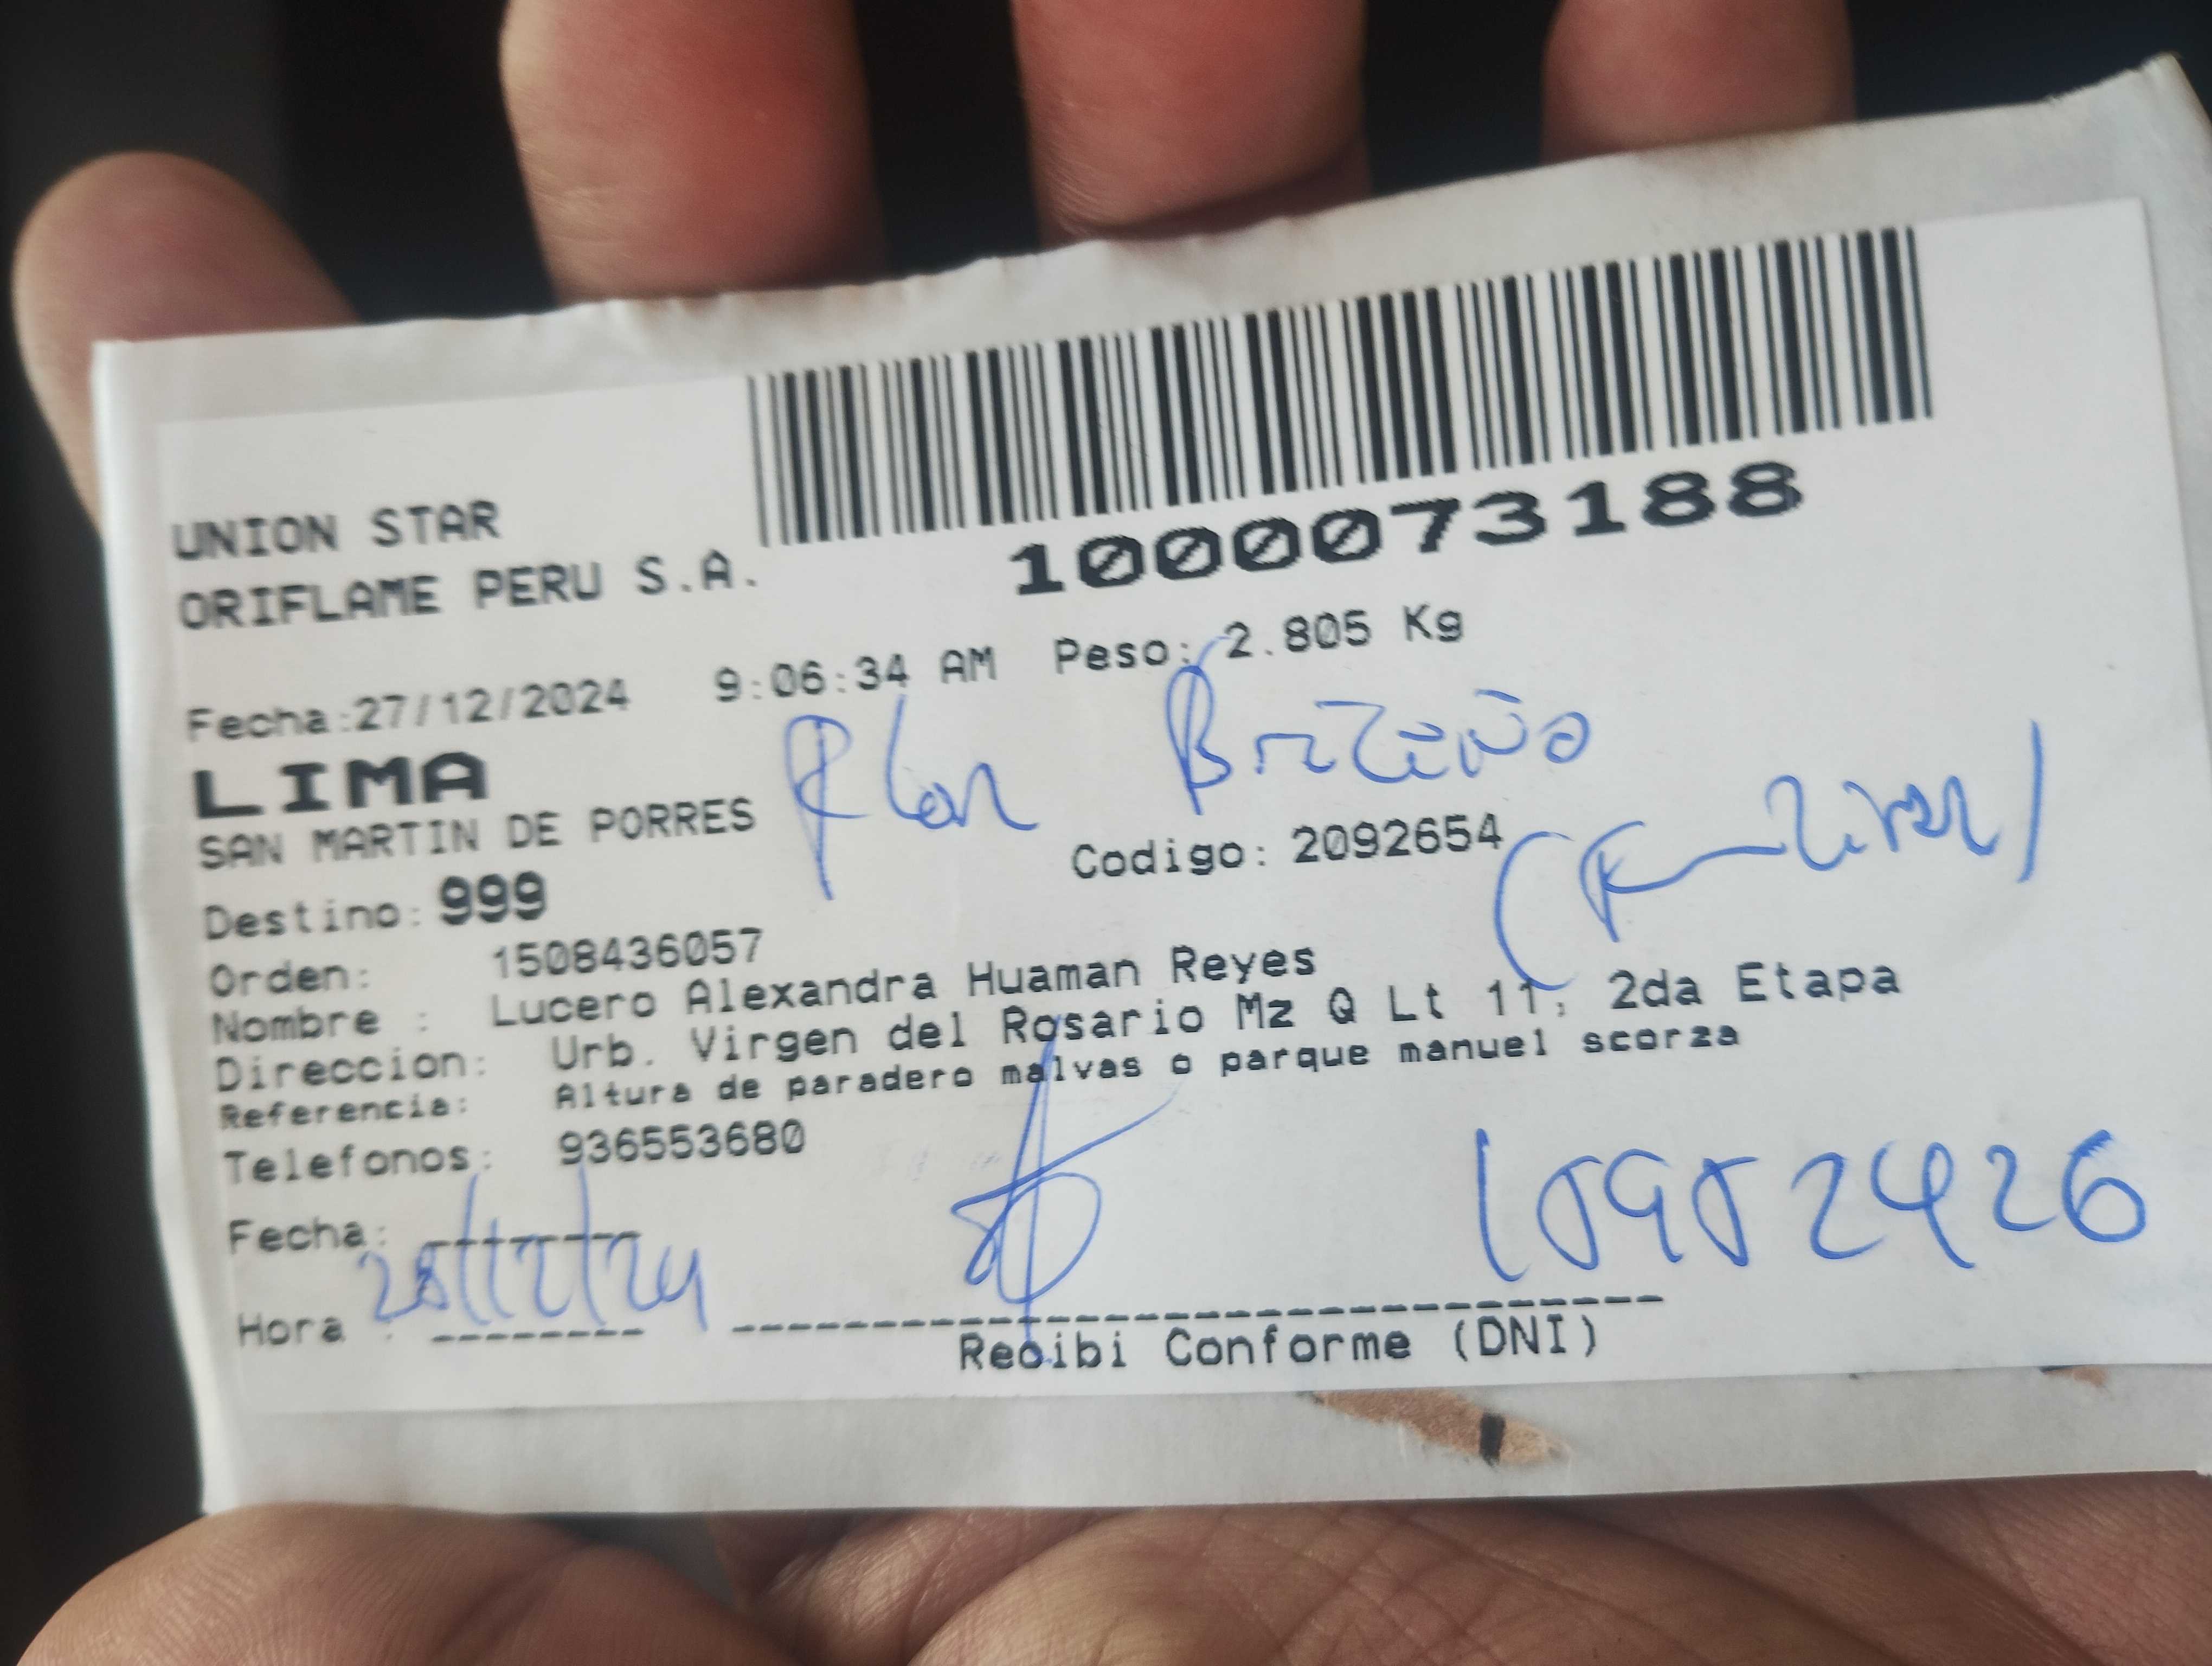 UNION STAR
ORIFLAME PERU S.A.
1000073188
Fecha:27/12/2024 9:06:34 AM Peso: 2.805 Kg
LIMA
Flor Brizeño
SAN MARTIN DE PORRES
Codigo: 2092654
(Familiar)
Destino: 999
Orden: 1508436057
Nombre : Lucero Alexandra Huaman Reyes
Direccion: Urb. Virgen del Rosario Mz Q Lt 11, 2da Etapa
Referencia: Altura de paradero malvas o parque manuel scorza
Telefonos: 936553680
Fecha: 28/12/24
Hora :
Recibi Conforme (DNI)